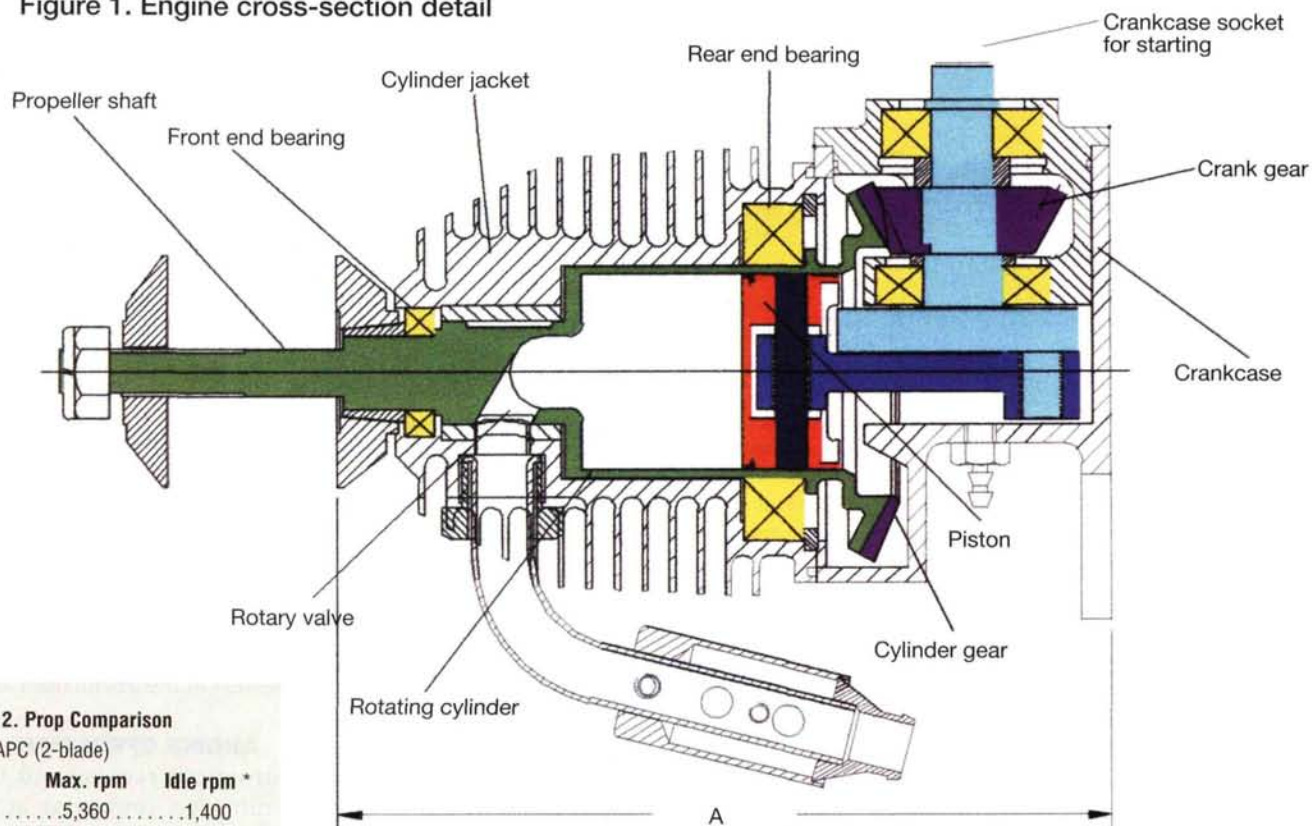 Figure 1. Engine cross-section detail
Crankcase socket
for starting
Rear end bearing
Cylinder jacket
Propeller shaft
Front end bearing
Crank gear
Crankcase
Piston
Rotary valve
Cylinder gear
Rotating cylinder
2. Prop Comparison
APC (2-blade)
Max. rpm Idle rpm *
. . . . . .5,360 . . . . . . .1,400
A